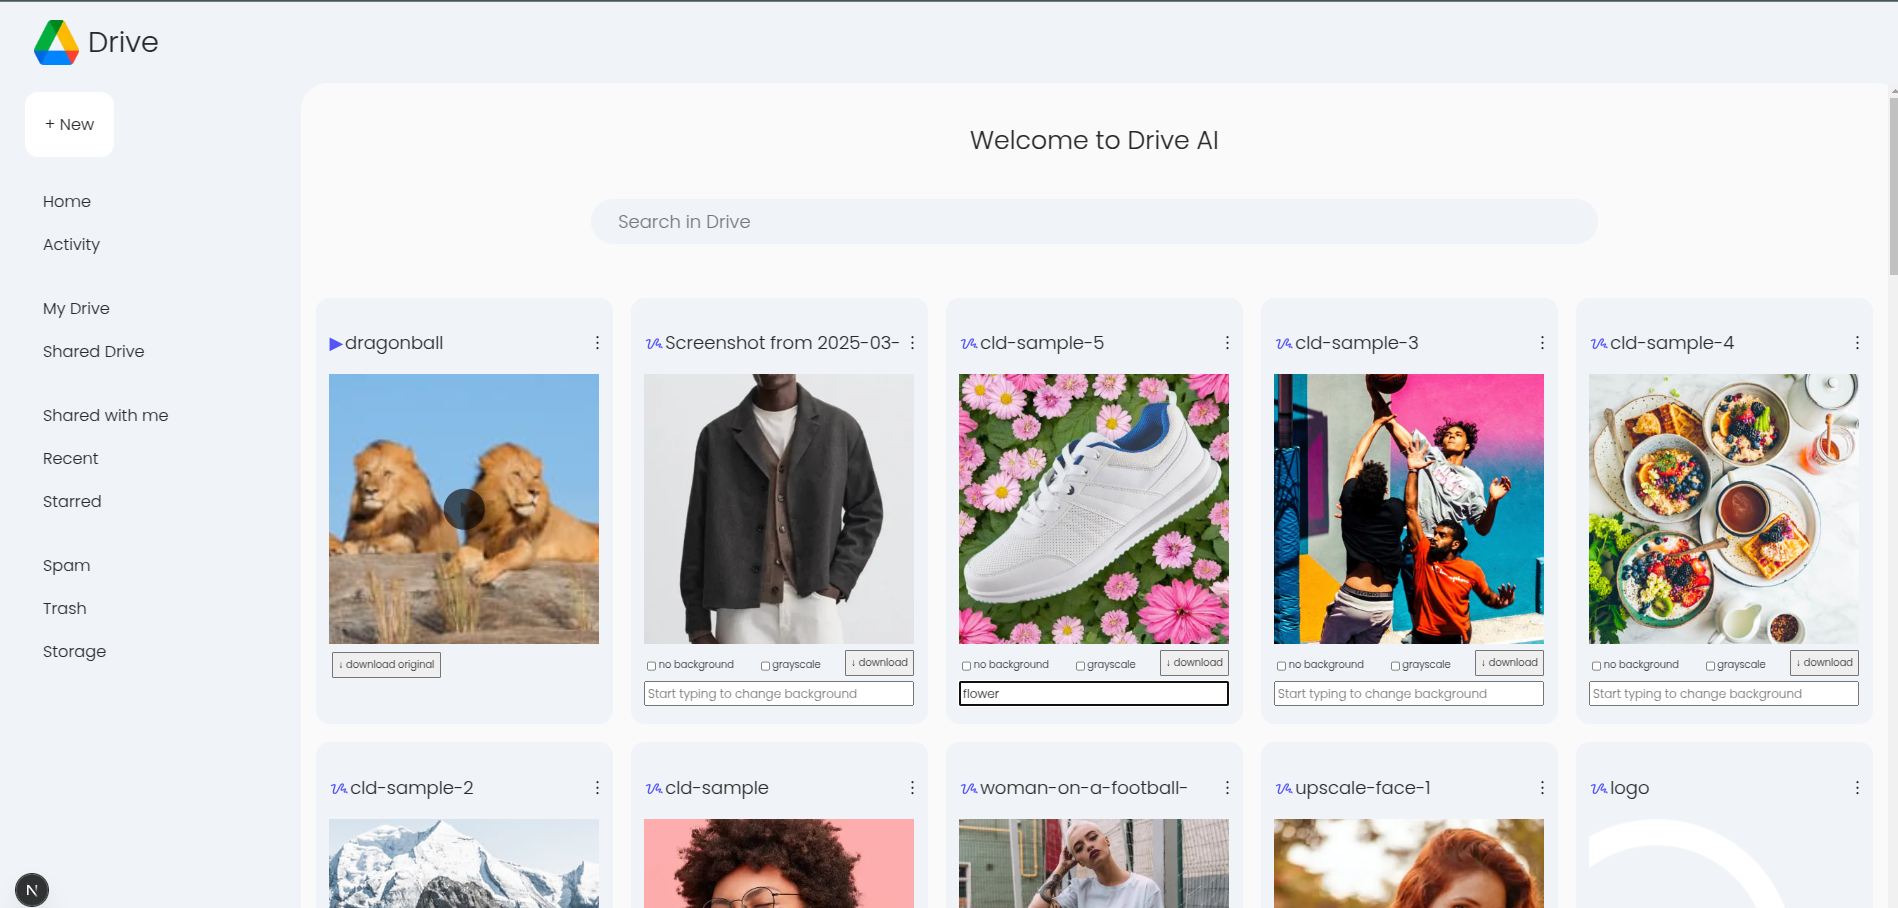 Drive
+ New
Home
Activity
My Drive
Shared Drive
Shared with me
Recent
Starred
Spam
Trash
Storage
N
Welcome to Drive AI
Search in Drive
dragonball
Screenshot from 2025-03-
cld-sample-5
cld-sample-3
cld-sample-4
↓ download original
no background grayscale ↓ download
no background grayscale ↓ download
no background grayscale ↓ download
no background grayscale ↓ download
Start typing to change background
flower
Start typing to change background
Start typing to change background
cld-sample-2
cld-sample
woman-on-a-football-
upscale-face-1
logo